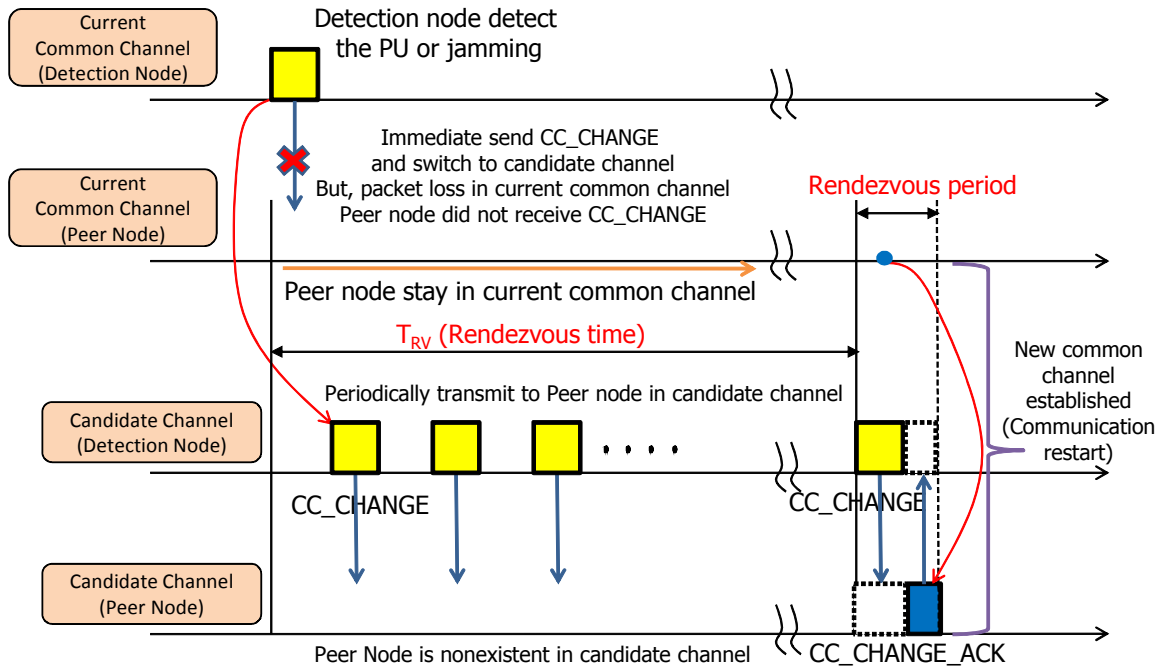 Current
Common Channel
(Detection Node)
Detection node detect
the PU or jamming
Immediate send CC_CHANGE
and switch to candidate channel
But, packet loss in current common channel
Peer node did not receive CC_CHANGE
Current
Common Channel
(Peer Node)
Rendezvous period
Peer node stay in current common channel
TRV (Rendezvous time)
New common
channel
established
(Communication
restart)
Periodically transmit to Peer node in candidate channel
Candidate Channel
(Detection Node)
CC_CHANGE
CC_CHANGE
Candidate Channel
(Peer Node)
Peer Node is nonexistent in candidate channel
CC_CHANGE_ACK